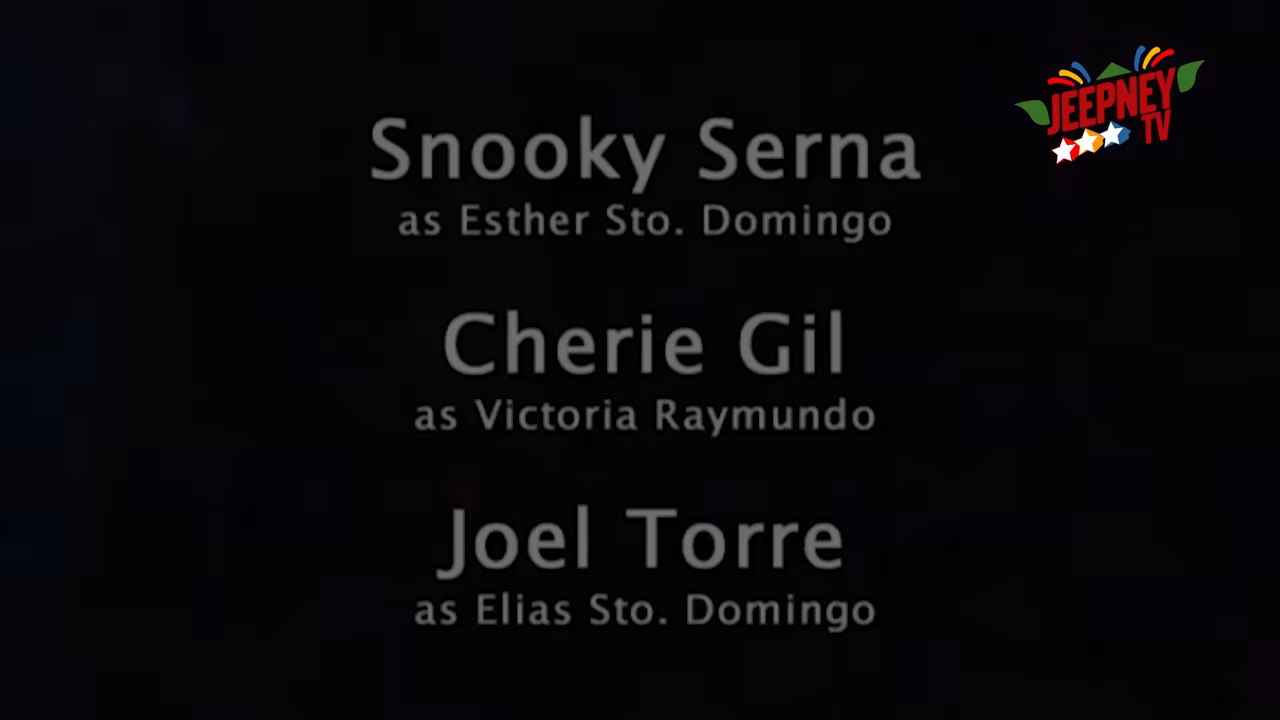 JEEPNEY
TV
Snooky Serna
as Esther Sto. Domingo
Cherie Gil
as Victoria Raymundo
Joel Torre
as Elias Sto. Domingo